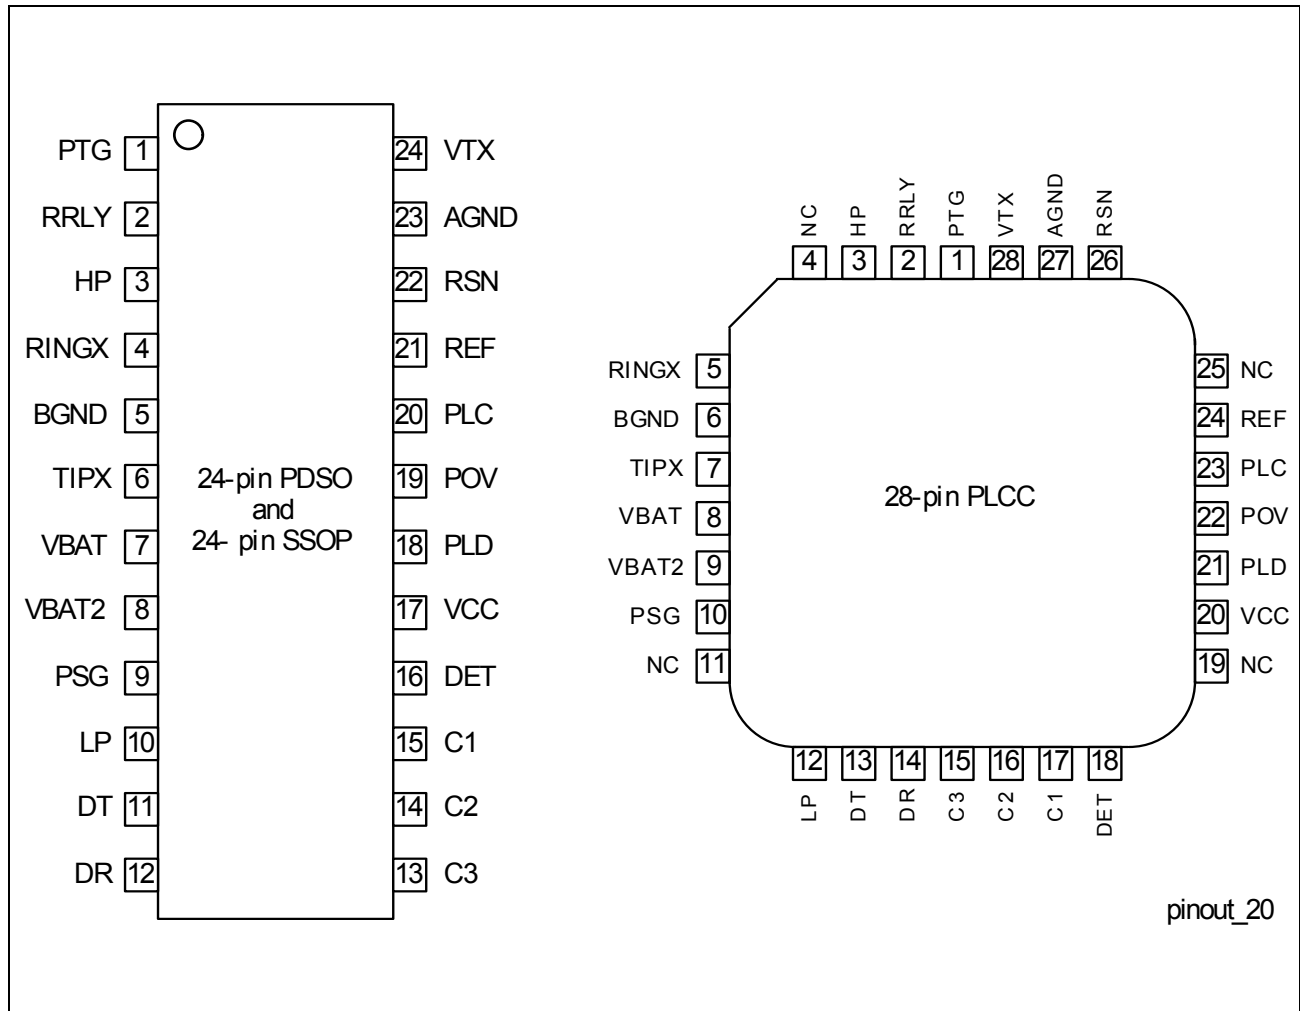 PTG 1 24 VTX
RRLY 2 23 AGND
HP 3 22 RSN
RINGX 4 21 REF
BGND 5 20 PLC
TIPX 6 19 POV
VBAT 7 18 PLD
VBAT2 8 17 VCC
PSG 9 16 DET
LP 10 15 C1
DT 11 14 C2
DR 12 13 C3
24-pin PDSO
and
24- pin SSOP
NC HP RRLY PTG VTX AGND RSN
4 3 2 1 28 27 26
RINGX 5 25 NC
BGND 6 24 REF
TIPX 7 23 PLC
VBAT 8 22 POV
VBAT2 9 21 PLD
PSG 10 20 VCC
NC 11 19 NC
28-pin PLCC
12 13 14 15 16 17 18
LP DT DR C3 C2 C1 DET
pinout_20